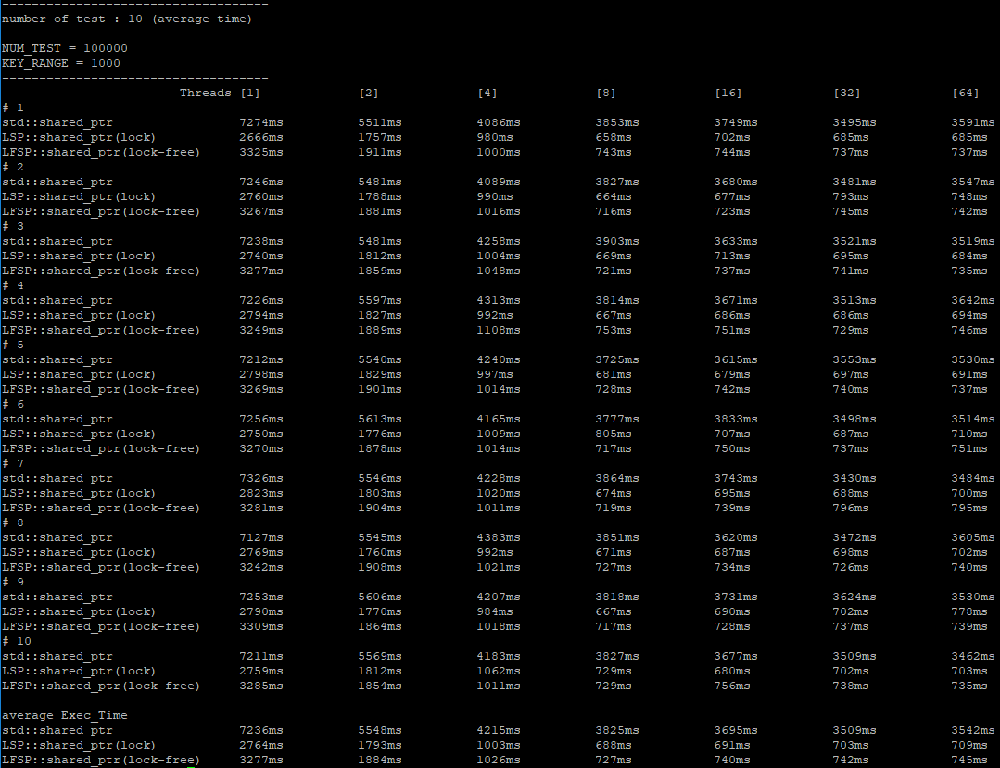 ------------------------------------
number of test : 10 (average time)
NUM_TEST = 100000
KEY_RANGE = 1000
------------------------------------
Threads [1] [2] [4] [8] [16] [32] [64]
# 1
std::shared_ptr 7274ms 5511ms 4086ms 3853ms 3749ms 3495ms 3591ms
LSP::shared_ptr(lock) 2666ms 1757ms 980ms 658ms 702ms 685ms 685ms
LFSP::shared_ptr(lock-free) 3325ms 1911ms 1000ms 743ms 744ms 737ms 737ms
# 2
std::shared_ptr 7246ms 5481ms 4089ms 3827ms 3680ms 3481ms 3547ms
LSP::shared_ptr(lock) 2760ms 1788ms 990ms 664ms 677ms 793ms 748ms
LFSP::shared_ptr(lock-free) 3267ms 1881ms 1016ms 716ms 723ms 745ms 742ms
# 3
std::shared_ptr 7238ms 5481ms 4258ms 3903ms 3633ms 3521ms 3519ms
LSP::shared_ptr(lock) 2740ms 1812ms 1004ms 669ms 713ms 695ms 684ms
LFSP::shared_ptr(lock-free) 3277ms 1859ms 1048ms 721ms 737ms 741ms 735ms
# 4
std::shared_ptr 7226ms 5597ms 4313ms 3814ms 3671ms 3513ms 3642ms
LSP::shared_ptr(lock) 2794ms 1827ms 992ms 667ms 686ms 686ms 694ms
LFSP::shared_ptr(lock-free) 3249ms 1889ms 1108ms 753ms 751ms 729ms 746ms
# 5
std::shared_ptr 7212ms 5540ms 4240ms 3725ms 3615ms 3553ms 3530ms
LSP::shared_ptr(lock) 2798ms 1829ms 997ms 681ms 679ms 697ms 691ms
LFSP::shared_ptr(lock-free) 3269ms 1901ms 1014ms 728ms 742ms 740ms 737ms
# 6
std::shared_ptr 7256ms 5613ms 4165ms 3777ms 3833ms 3498ms 3514ms
LSP::shared_ptr(lock) 2750ms 1776ms 1009ms 805ms 707ms 687ms 710ms
LFSP::shared_ptr(lock-free) 3270ms 1878ms 1014ms 717ms 750ms 737ms 751ms
# 7
std::shared_ptr 7326ms 5546ms 4228ms 3864ms 3743ms 3430ms 3484ms
LSP::shared_ptr(lock) 2823ms 1803ms 1020ms 674ms 695ms 688ms 700ms
LFSP::shared_ptr(lock-free) 3281ms 1904ms 1011ms 719ms 739ms 796ms 795ms
# 8
std::shared_ptr 7127ms 5545ms 4383ms 3851ms 3620ms 3472ms 3605ms
LSP::shared_ptr(lock) 2769ms 1760ms 992ms 671ms 687ms 698ms 702ms
LFSP::shared_ptr(lock-free) 3242ms 1908ms 1021ms 727ms 734ms 726ms 740ms
# 9
std::shared_ptr 7253ms 5606ms 4207ms 3818ms 3731ms 3624ms 3530ms
LSP::shared_ptr(lock) 2790ms 1770ms 984ms 667ms 690ms 702ms 778ms
LFSP::shared_ptr(lock-free) 3309ms 1864ms 1018ms 717ms 728ms 737ms 739ms
# 10
std::shared_ptr 7211ms 5569ms 4183ms 3827ms 3677ms 3509ms 3462ms
LSP::shared_ptr(lock) 2759ms 1812ms 1062ms 729ms 680ms 702ms 703ms
LFSP::shared_ptr(lock-free) 3285ms 1854ms 1011ms 729ms 756ms 738ms 735ms
average Exec_Time
std::shared_ptr 7236ms 5548ms 4215ms 3825ms 3695ms 3509ms 3542ms
LSP::shared_ptr(lock) 2764ms 1793ms 1003ms 688ms 691ms 703ms 709ms
LFSP::shared_ptr(lock-free) 3277ms 1884ms 1026ms 727ms 740ms 742ms 745ms